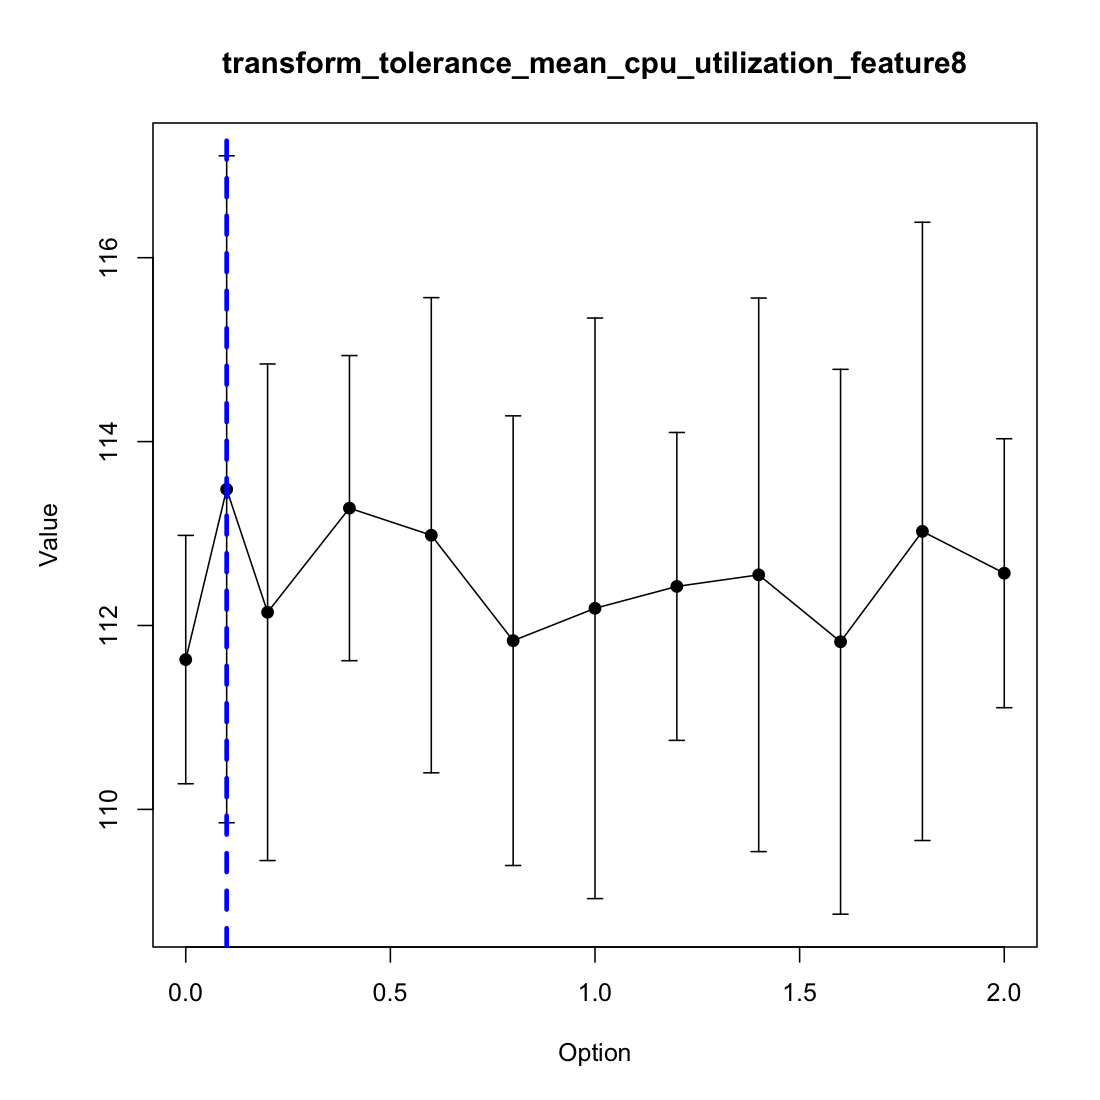 transform_tolerance_mean_cpu_utilization_feature8
116
114
112
110
Value
0.0 0.5 1.0 1.5 2.0
Option